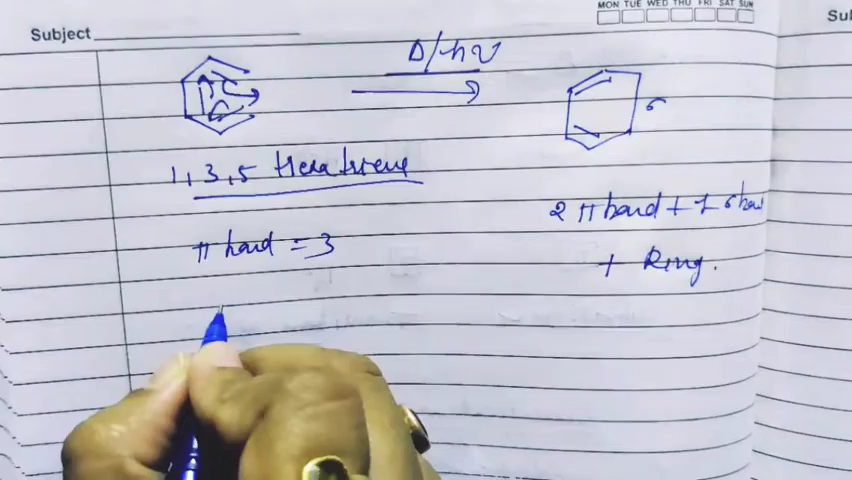 MON TUE WED THU FRI SAT SUN
Subject
Su
Δ/hν
σ
1,3,5 Hexatriene
2 π bond + 1 σ bond
π bond = 3
+ Ring.